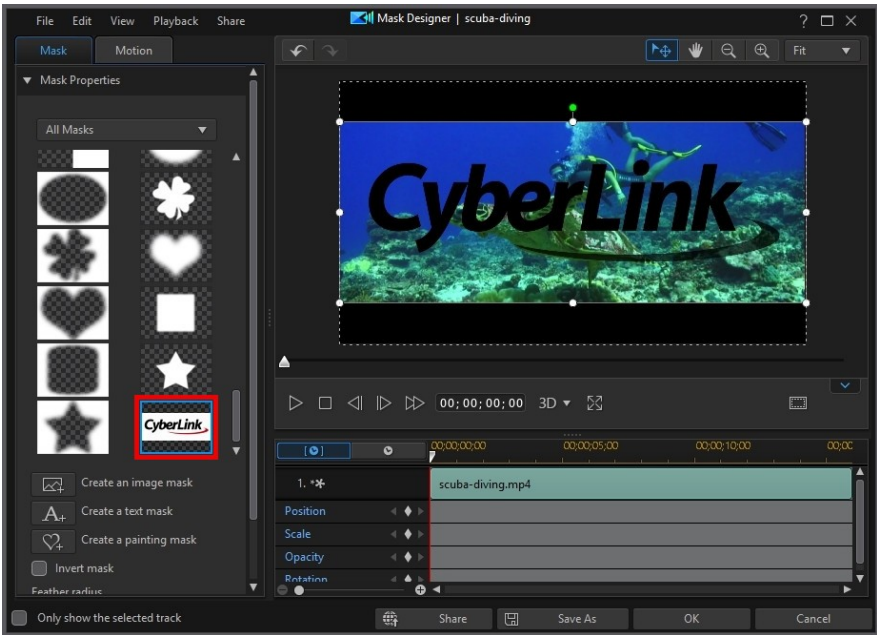 File Edit View Playback Share Mask Designer | scuba-diving ?
Mask Motion Fit
Mask Properties
All Masks
CyberLink
CyberLink
00;00;00;00 3D
00;00;00;00 00;00;05;00 00;00;10;00 00;0C
1. scuba-diving.mp4
Position
Scale
Opacity
Rotation
Create an image mask
A+ Create a text mask
Create a painting mask
Invert mask
Feather radius
Only show the selected track Share Save As OK Cancel